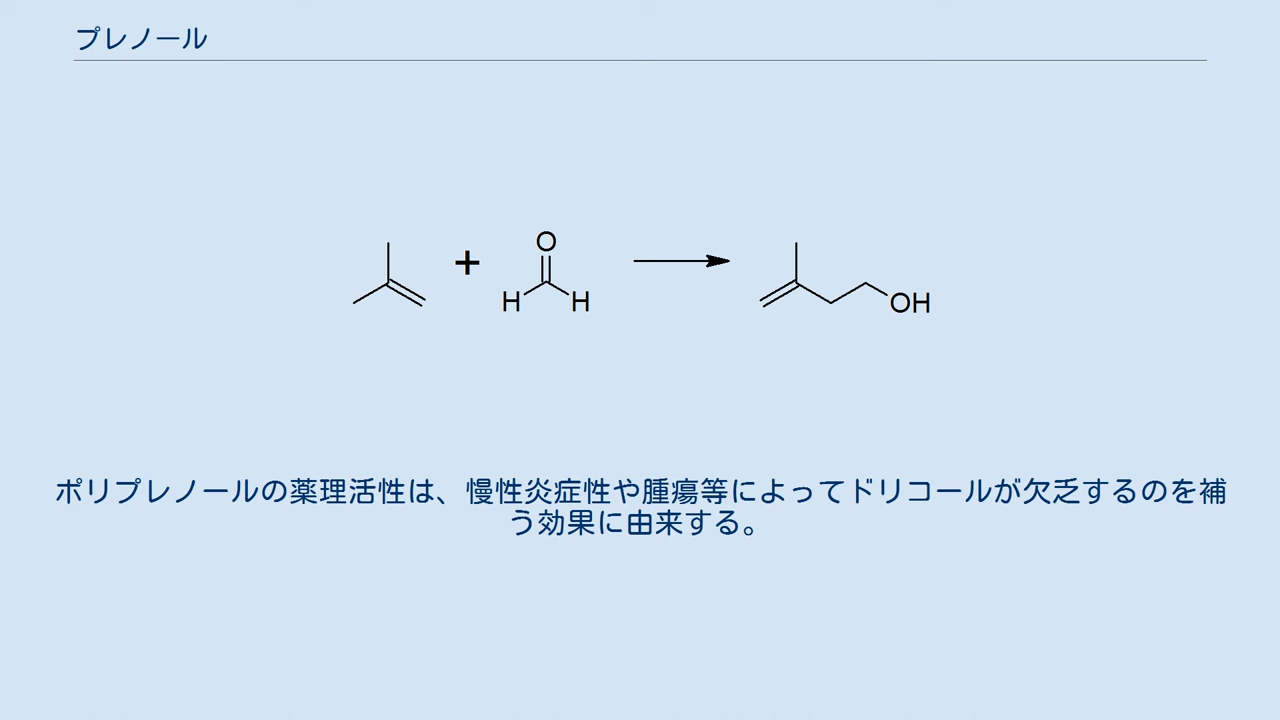 プレノール
+
O
H H
OH
ポリプレノールの薬理活性は、慢性炎症性や腫瘍等によってドリコールが欠乏するのを補
う効果に由来する。